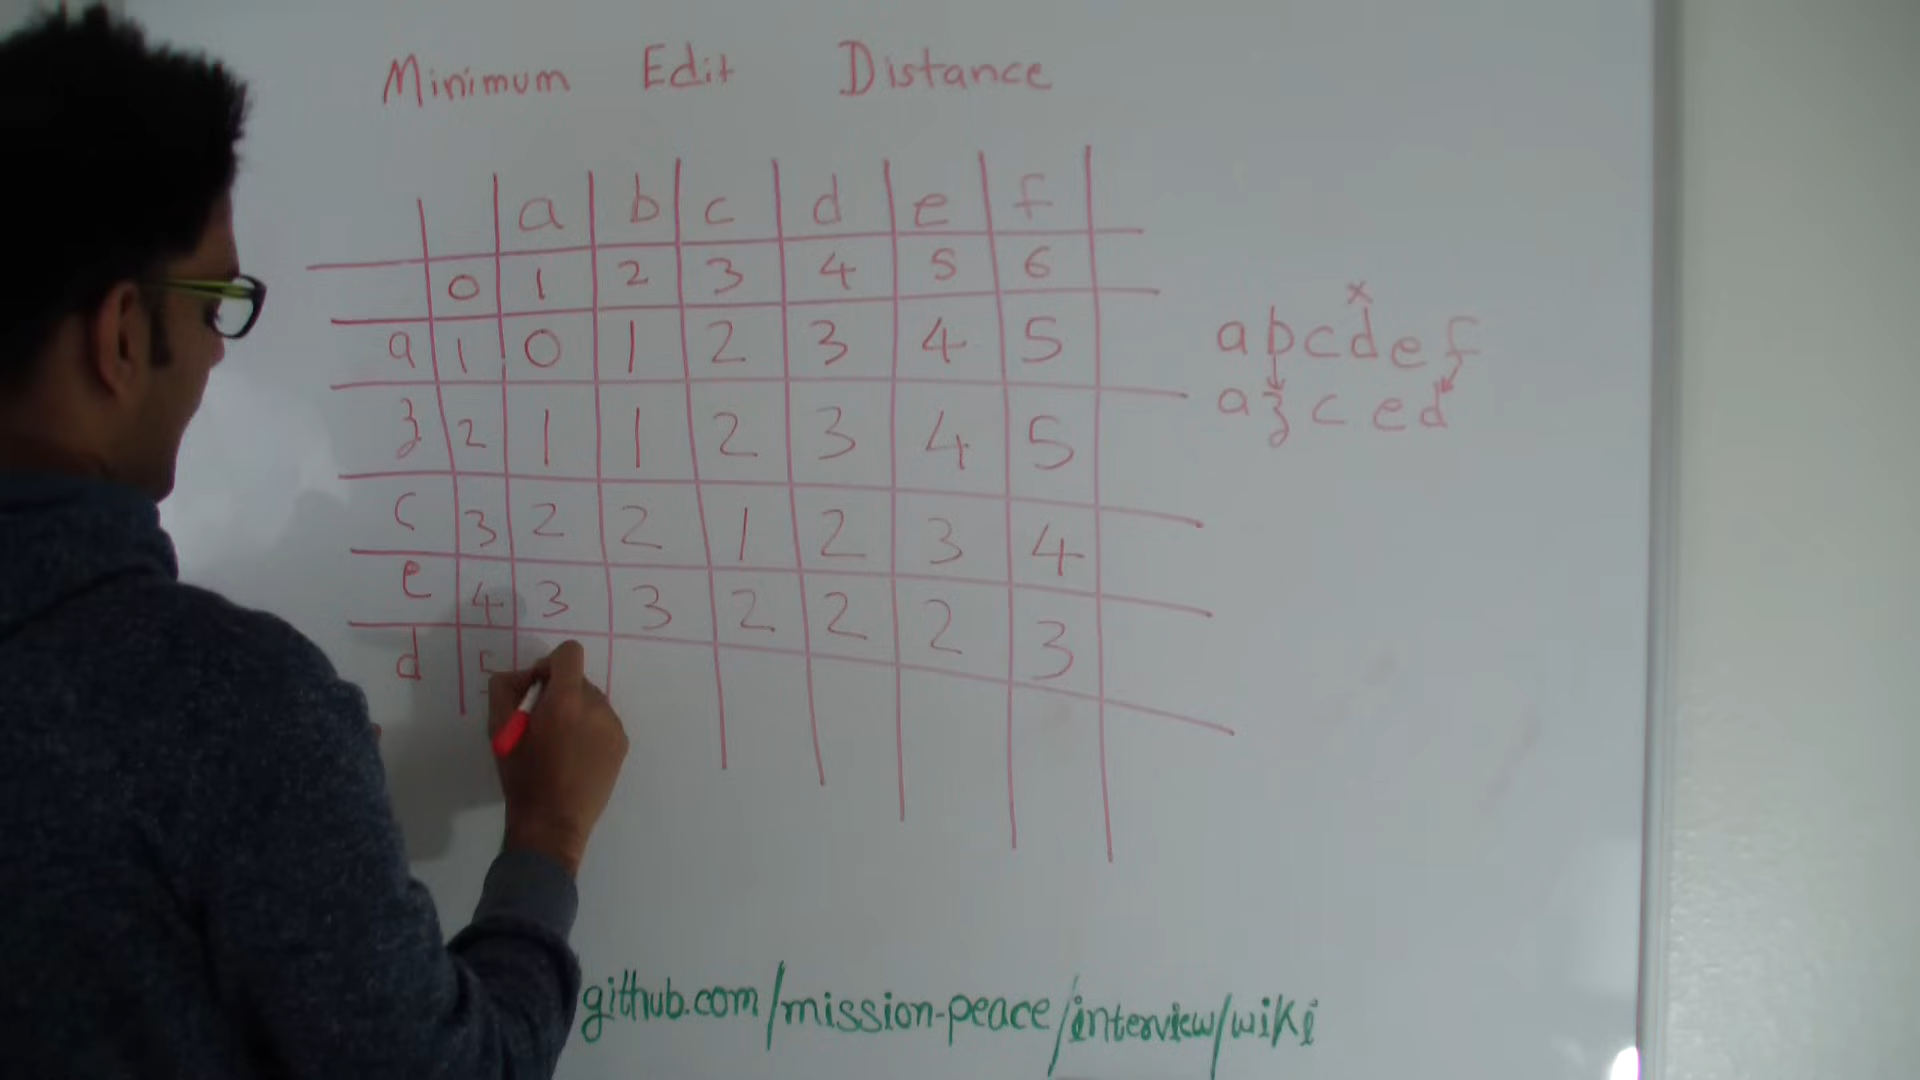 Minimum Edit Distance
a b c d e f
0 1 2 3 4 5 6
a 1 0 1 2 3 4 5
z 2 1 1 2 3 4 5
c 3 2 2 1 2 3 4
e 4 3 3 2 2 2 3
d 5
x
abcdef
azced
github.com/mission-peace/interview/wiki